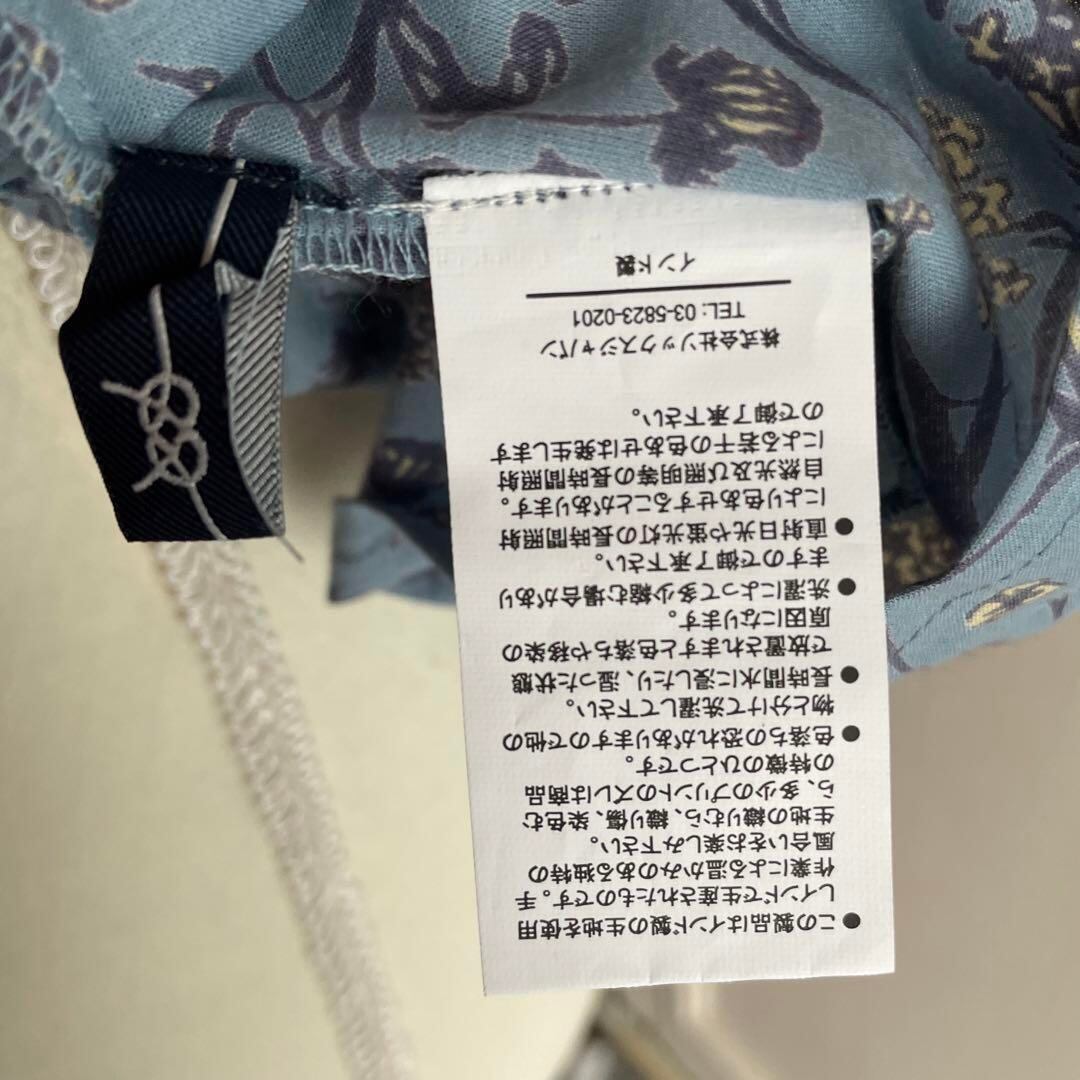 ● この製品はインド製の生地を使用
しインドで生産されたものです。手
作業による温かみのある独特の
風合いをお楽しみ下さい。
生地の織りむら、織り傷、染色む
ら、多少のプリントのズレは商品
の特徴のひとつです。
● 色落ちの恐れがありますので他の
物と分けて洗濯して下さい。
● 長時間水に浸したり、湿った状態
で放置されますと色落ちや移染の
原因になります。
● 洗濯によって多少縮む場合があり
ますので御了承下さい。
● 直射日光や蛍光灯の長時間照射
により色あせすることがあります。
自然光及び照明等の長時間照射
による若干の色あせは発生します
ので御了承下さい。
株式会社ソックスジャパン
TEL: 03-5823-0201
インド製